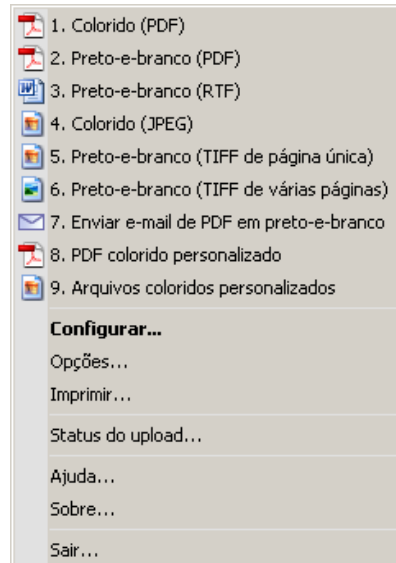 1. Colorido (PDF)
2. Preto-e-branco (PDF)
3. Preto-e-branco (RTF)
4. Colorido (JPEG)
5. Preto-e-branco (TIFF de página única)
6. Preto-e-branco (TIFF de várias páginas)
7. Enviar e-mail de PDF em preto-e-branco
8. PDF colorido personalizado
9. Arquivos coloridos personalizados
Configurar...
Opções...
Imprimir...
Status do upload...
Ajuda...
Sobre...
Sair...